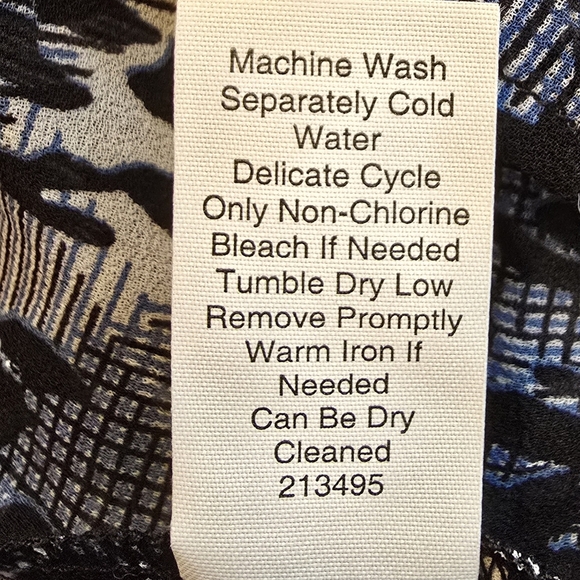 Machine Wash
Separately Cold
Water
Delicate Cycle
Only Non-Chlorine
Bleach If Needed
Tumble Dry Low
Remove Promptly
Warm Iron If
Needed
Can Be Dry
Cleaned
213495